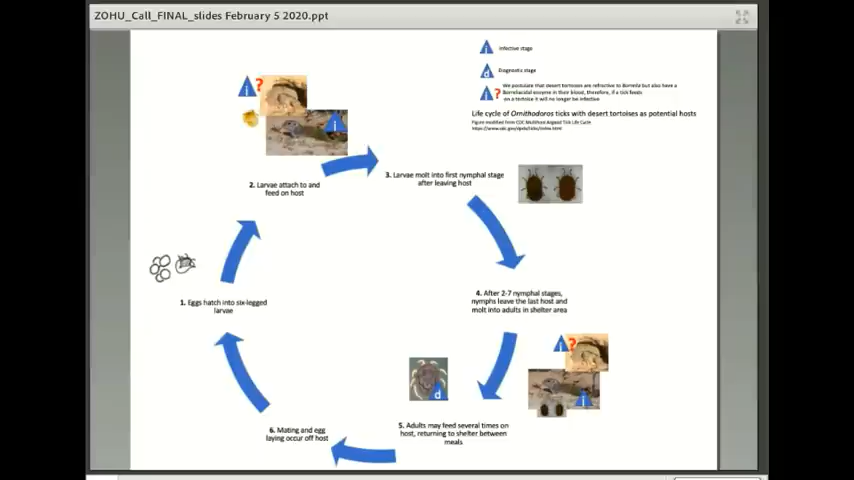 ZOHU_Call_FINAL_slides February 5 2020.ppt
i
Infective stage
d
Diagnostic stage
i?
We postulate that desert tortoises are refractive to Borrelia but also have a
Borreliacidal enzyme in their blood, therefore, if a tick feeds
on a tortoise it will no longer be infective
Life cycle of Ornithodoros ticks with desert tortoises as potential hosts
Figure modified from CDC Multihost Argasid Tick Life Cycle
i?
i
2. Larvae attach to and
feed on host
3. Larvae molt into first nymphal stage
after leaving host
1. Eggs hatch into six-legged
larvae
4. After 2-7 nymphal stages,
nymphs leave the last host and
molt into adults in shelter area
i?
i
d
5. Adults may feed several times on
host, returning to shelter between
meals
6. Mating and egg
laying occur off host